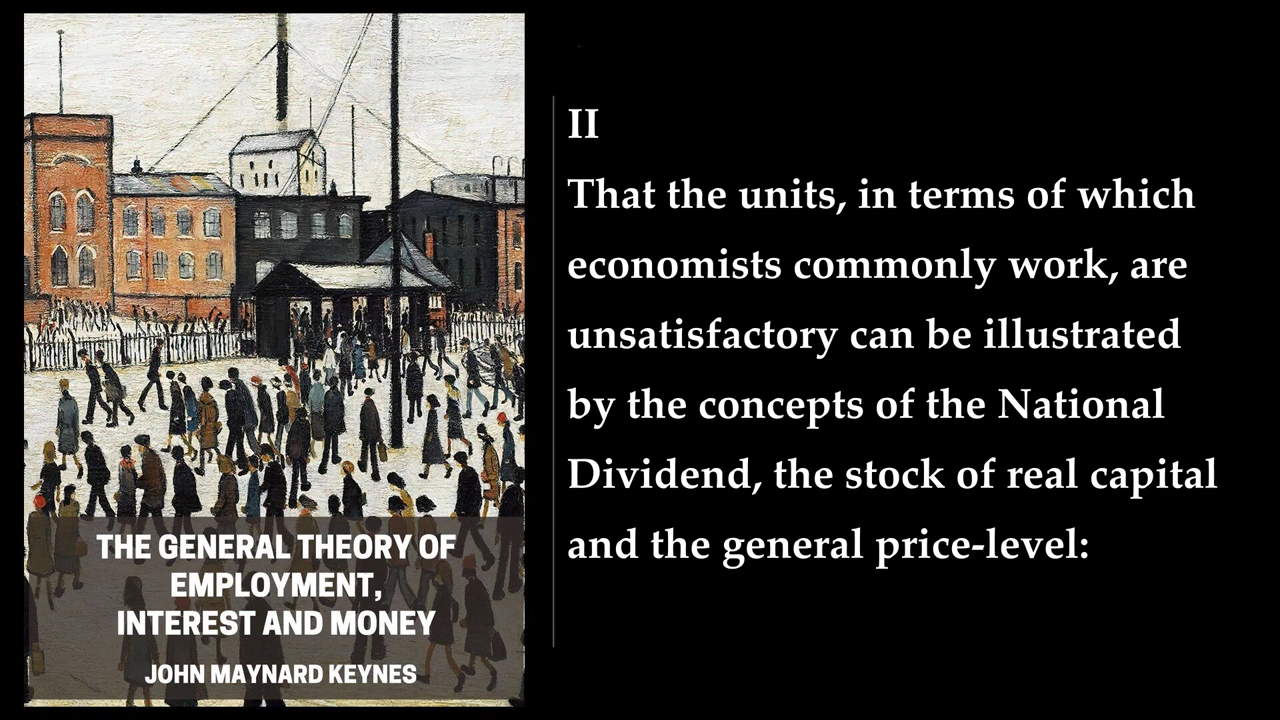 THE GENERAL THEORY OF
EMPLOYMENT,
INTEREST AND MONEY
JOHN MAYNARD KEYNES
II
That the units, in terms of which
economists commonly work, are
unsatisfactory can be illustrated
by the concepts of the National
Dividend, the stock of real capital
and the general price-level: